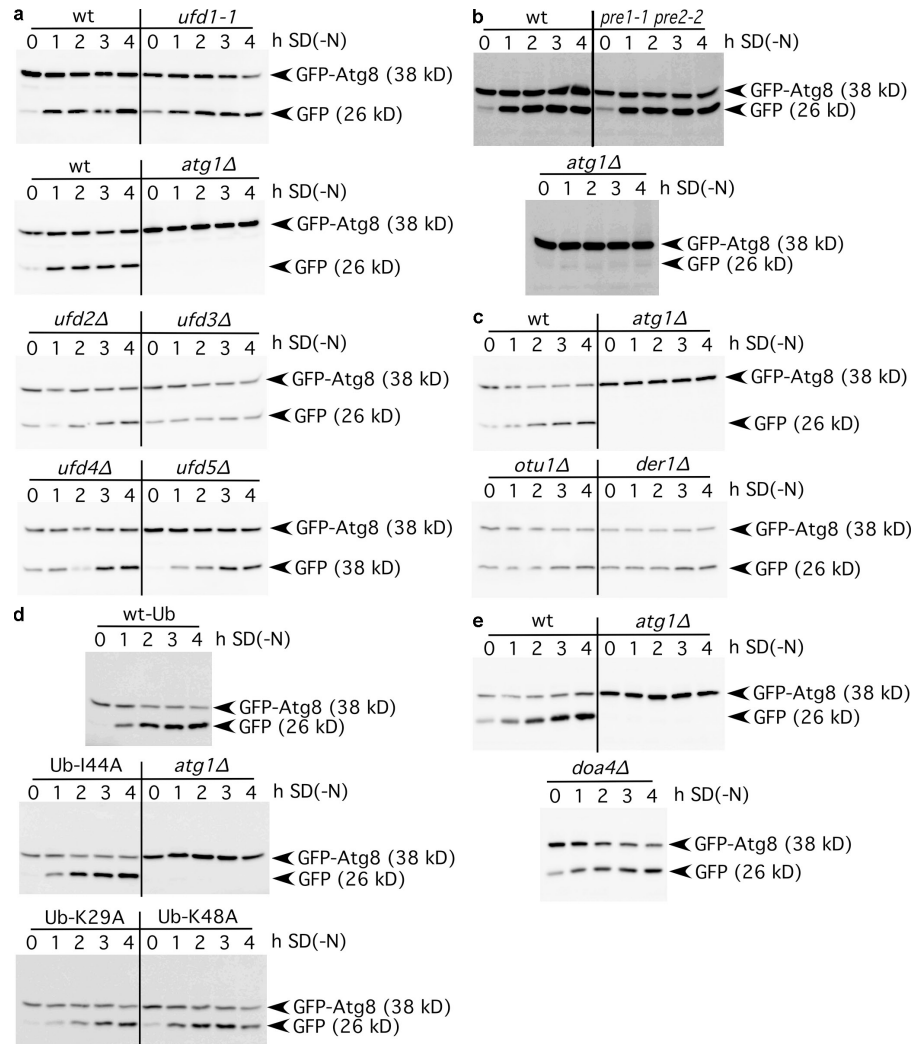 a
wt ufd1-1
0 1 2 3 4 0 1 2 3 4 h SD(-N)
GFP-Atg8 (38 kD)
GFP (26 kD)
wt atg1Δ
0 1 2 3 4 0 1 2 3 4 h SD(-N)
GFP-Atg8 (38 kD)
GFP (26 kD)
ufd2Δ ufd3Δ
0 1 2 3 4 0 1 2 3 4 h SD(-N)
GFP-Atg8 (38 kD)
GFP (26 kD)
ufd4Δ ufd5Δ
0 1 2 3 4 0 1 2 3 4 h SD(-N)
GFP-Atg8 (38 kD)
GFP (38 kD)
b
wt pre1-1 pre2-2
0 1 2 3 4 0 1 2 3 4 h SD(-N)
GFP-Atg8 (38 kD)
GFP (26 kD)
atg1Δ
0 1 2 3 4 h SD(-N)
GFP-Atg8 (38 kD)
GFP (26 kD)
c
wt atg1Δ
0 1 2 3 4 0 1 2 3 4 h SD(-N)
GFP-Atg8 (38 kD)
GFP (26 kD)
otu1Δ der1Δ
0 1 2 3 4 0 1 2 3 4 h SD(-N)
GFP-Atg8 (38 kD)
GFP (26 kD)
d
wt-Ub
0 1 2 3 4 h SD(-N)
GFP-Atg8 (38 kD)
GFP (26 kD)
Ub-I44A atg1Δ
0 1 2 3 4 0 1 2 3 4 h SD(-N)
GFP-Atg8 (38 kD)
GFP (26 kD)
Ub-K29A Ub-K48A
0 1 2 3 4 0 1 2 3 4 h SD(-N)
GFP-Atg8 (38 kD)
GFP (26 kD)
e
wt atg1Δ
0 1 2 3 4 0 1 2 3 4 h SD(-N)
GFP-Atg8 (38 kD)
GFP (26 kD)
doa4Δ
0 1 2 3 4 h SD(-N)
GFP-Atg8 (38 kD)
GFP (26 kD)